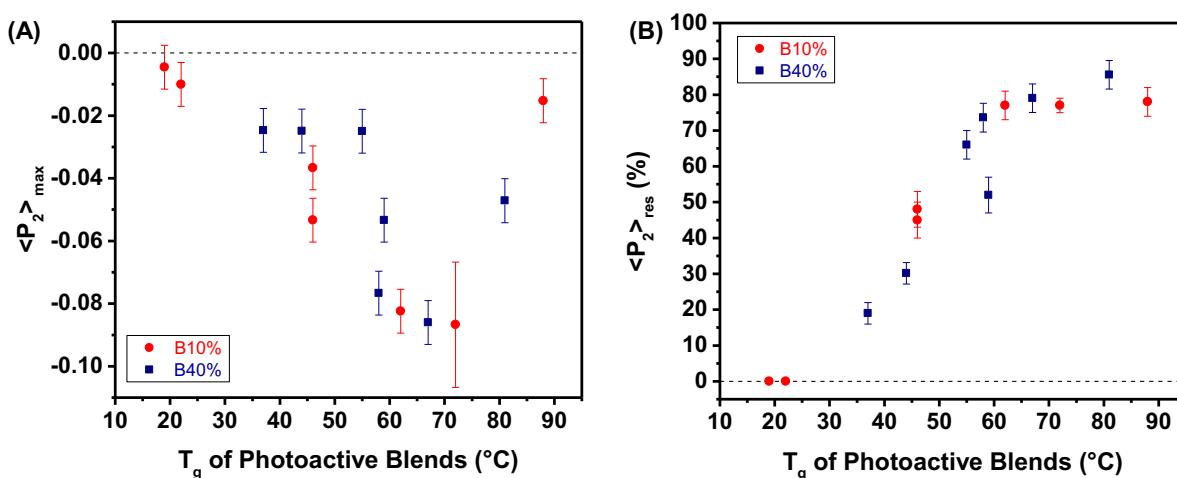 (A)
0.00
-0.02
-0.04
-0.06
-0.08
-0.10
<P2>max
B10%
B40%
10 20 30 40 50 60 70 80 90
Tg of Photoactive Blends (°C)
(B)
100
90
80
70
60
50
40
30
20
10
0
<P2>res (%)
B10%
B40%
10 20 30 40 50 60 70 80 90
Tg of Photoactive Blends (°C)